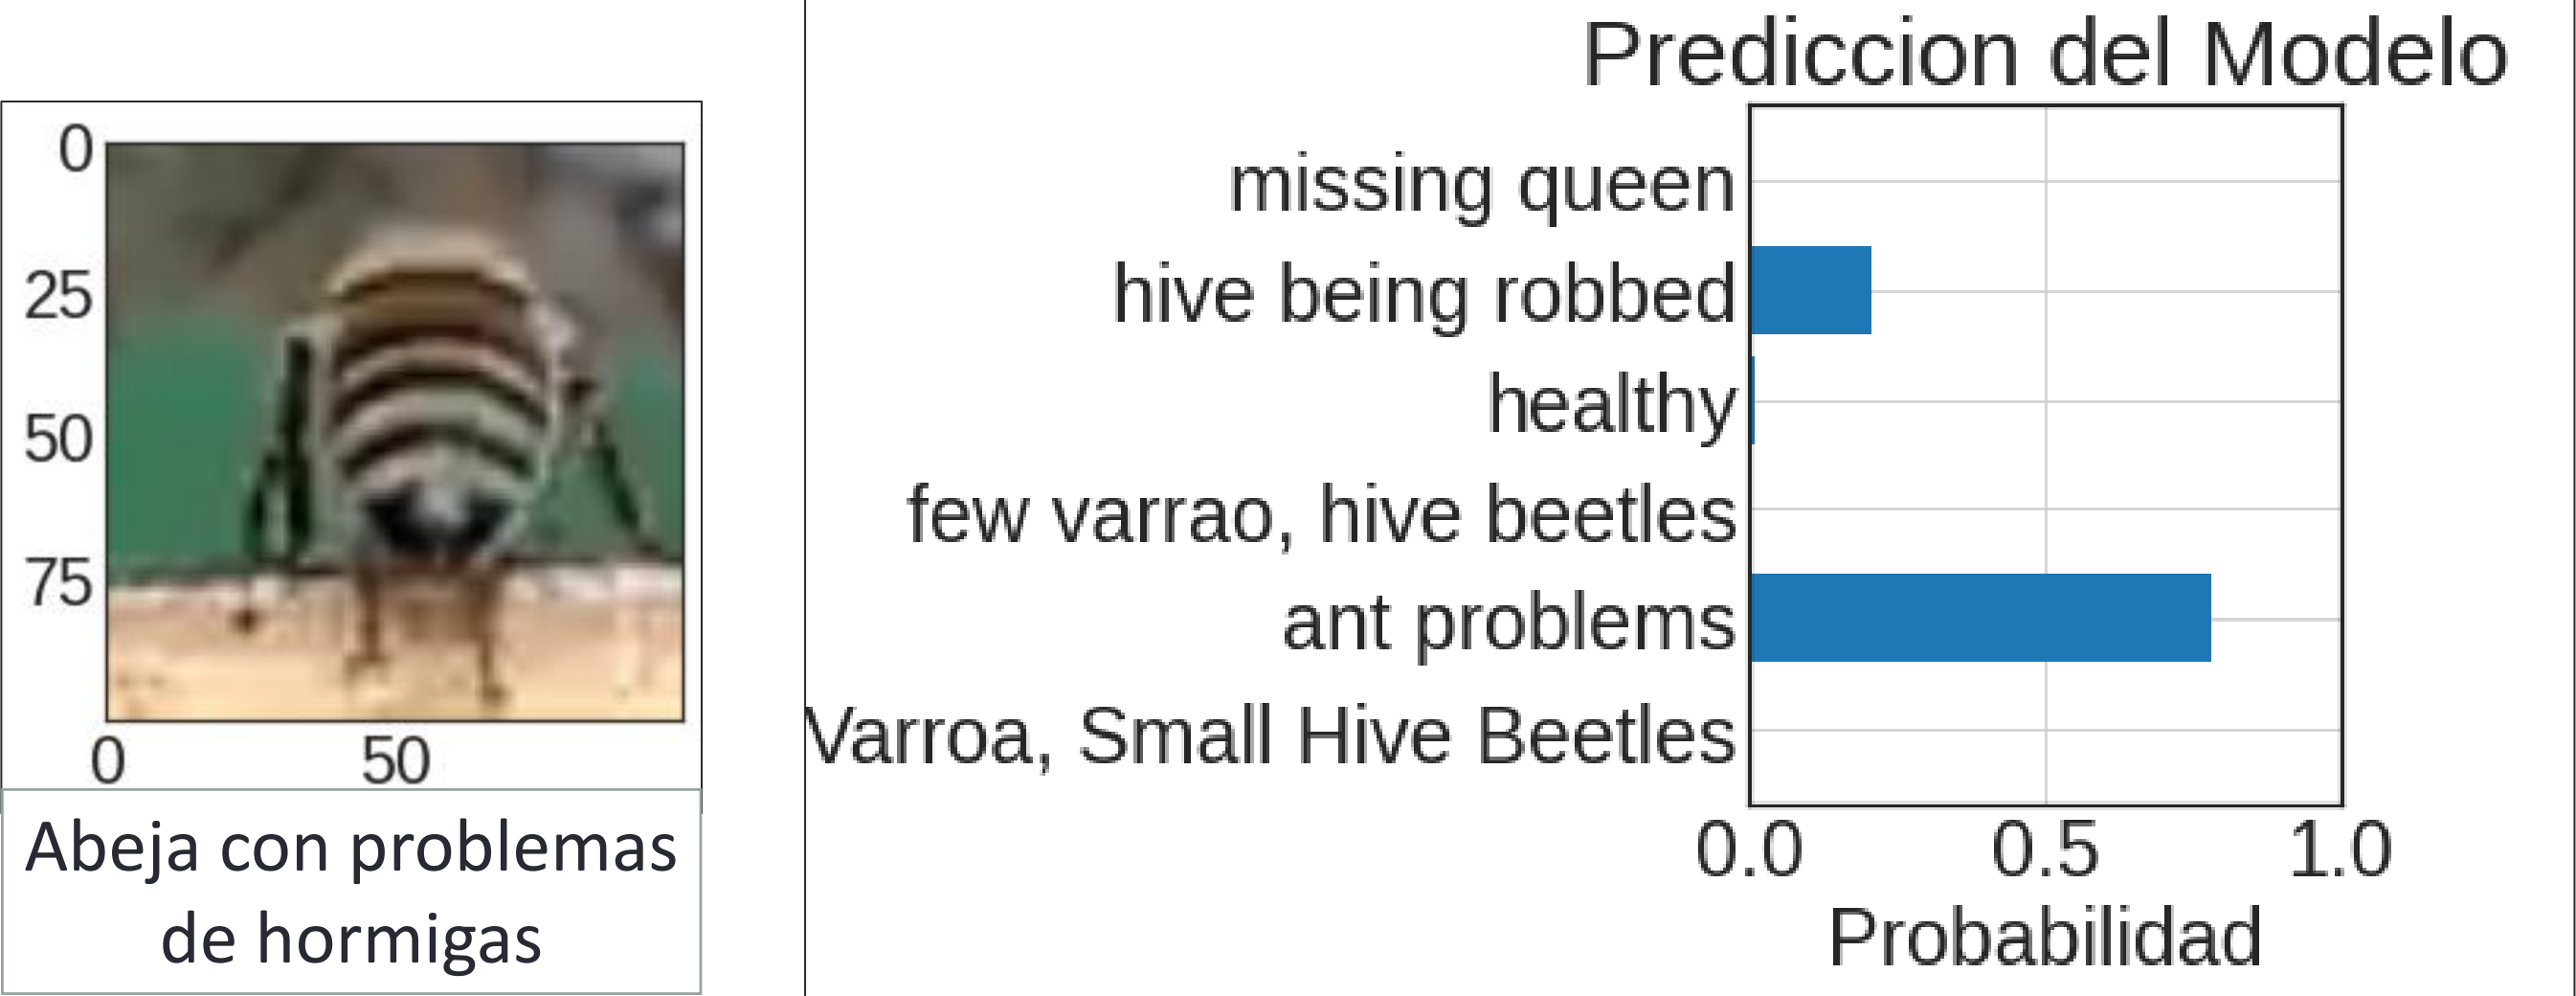 0
25
50
75
0 50
Abeja con problemas
de hormigas
Prediccion del Modelo
missing queen
hive being robbed
healthy
few varrao, hive beetles
ant problems
Varroa, Small Hive Beetles
0.0 0.5 1.0
Probabilidad